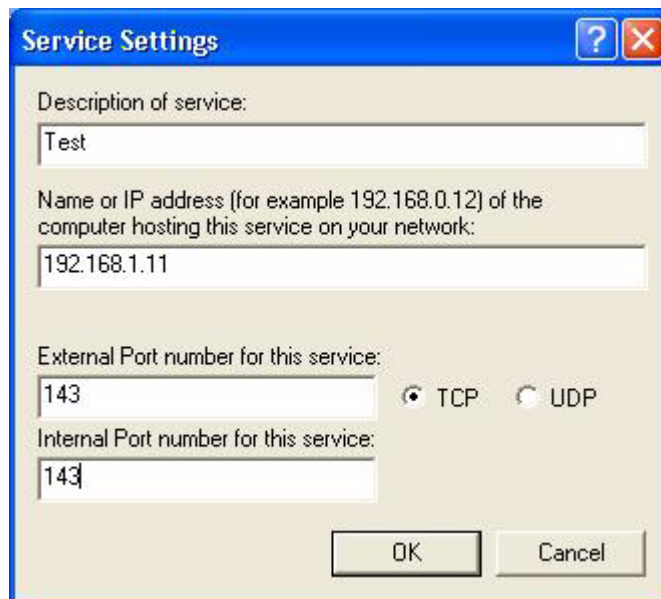 Service Settings
?
Description of service:
Test
Name or IP address (for example 192.168.0.12) of the
computer hosting this service on your network:
192.168.1.11
External Port number for this service:
143
TCP
UDP
Internal Port number for this service:
143
OK
Cancel